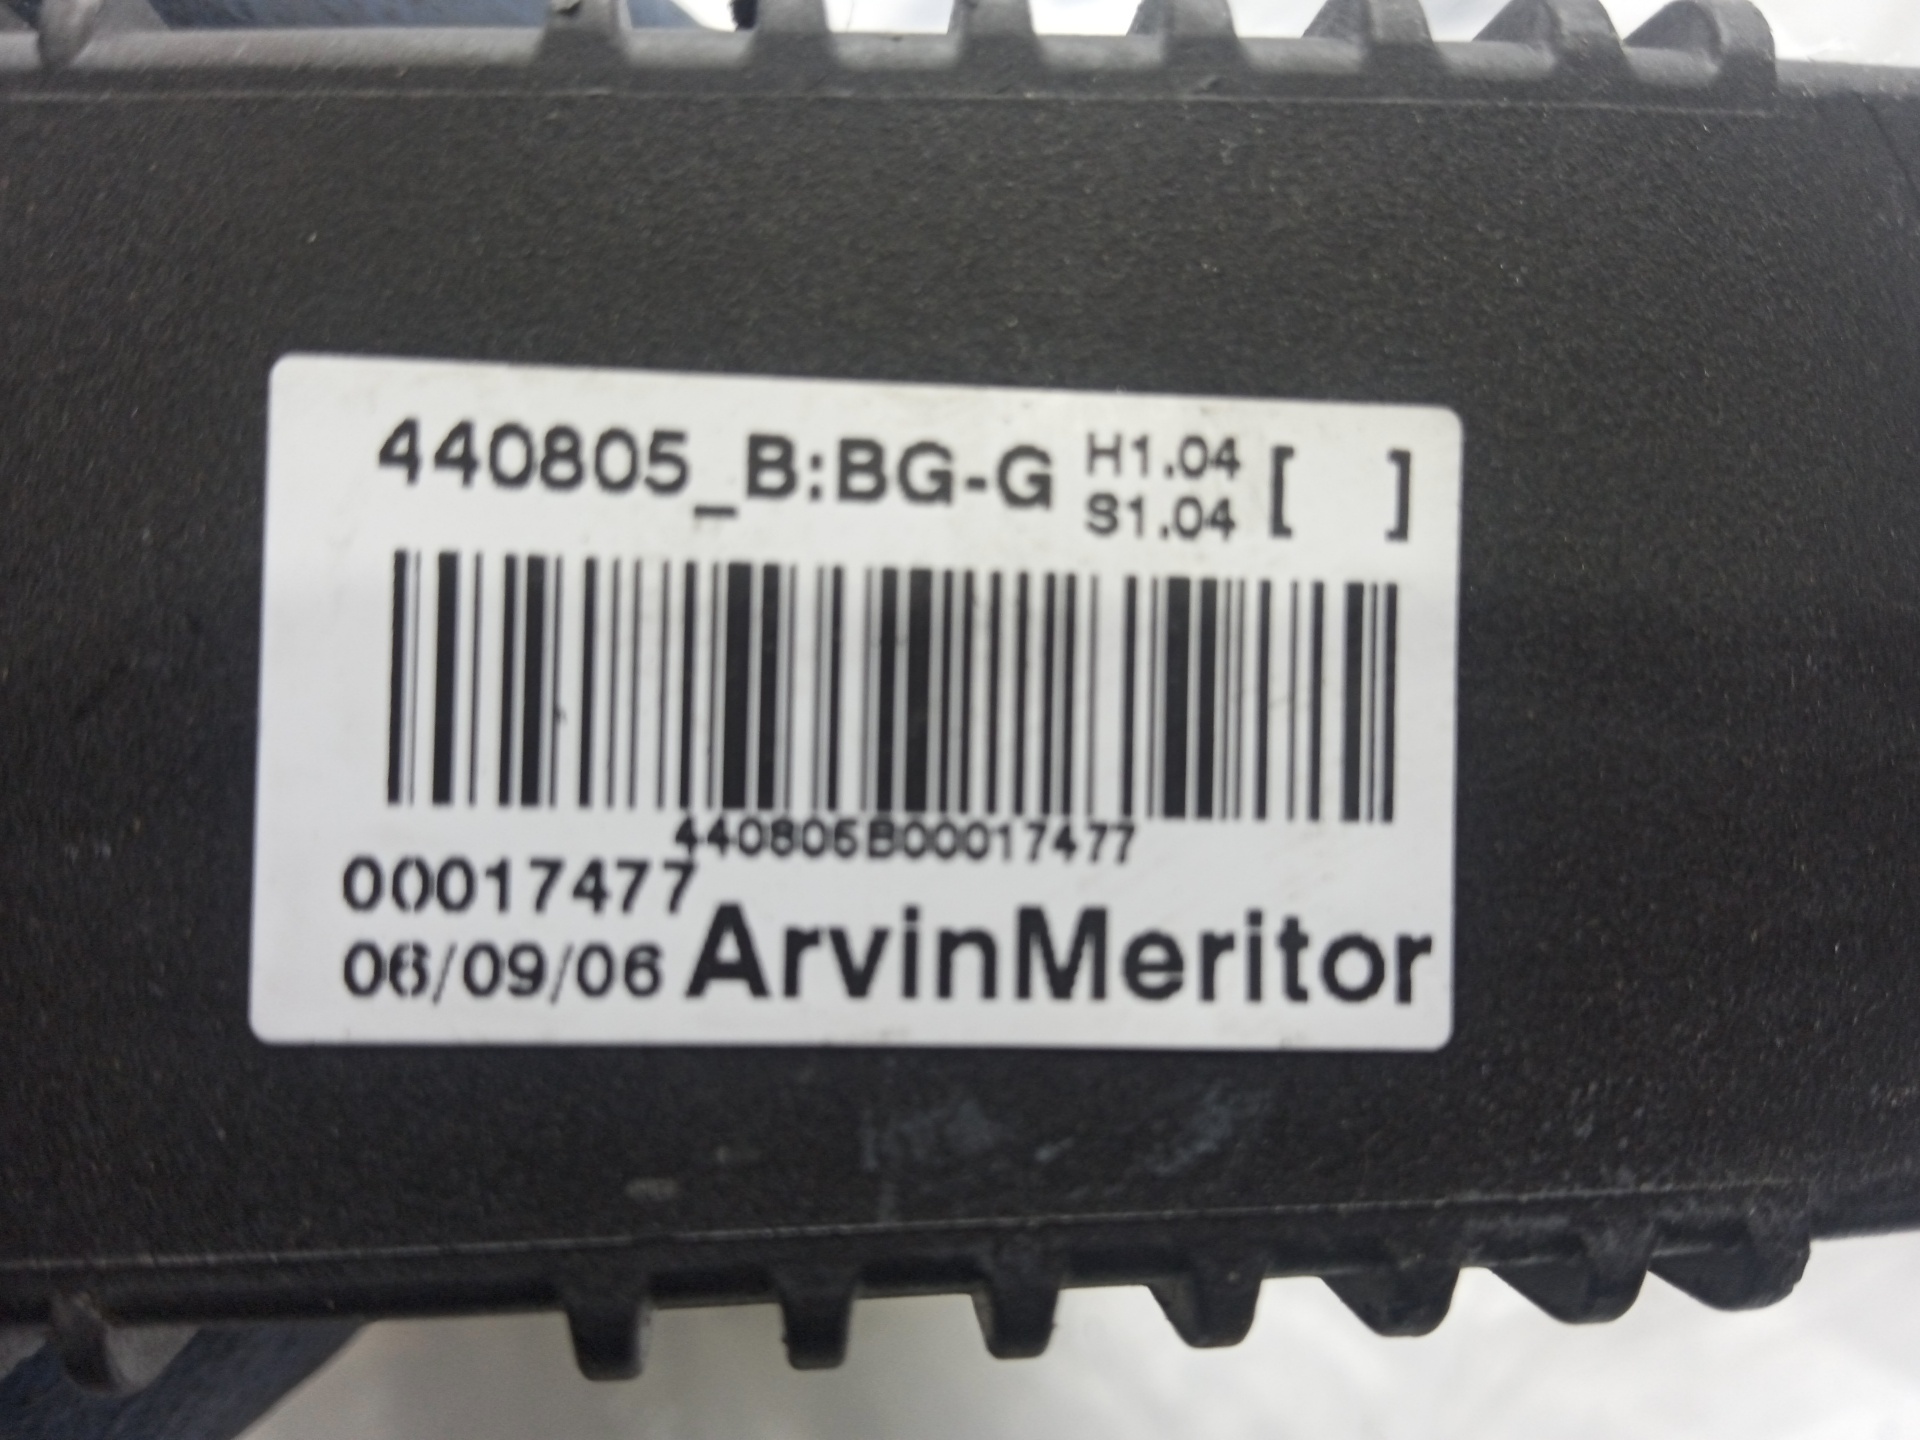 440805_B:BG-G H1.04 [ ]
S1.04
440805B00017477
00017477
06/09/06 ArvinMeritor